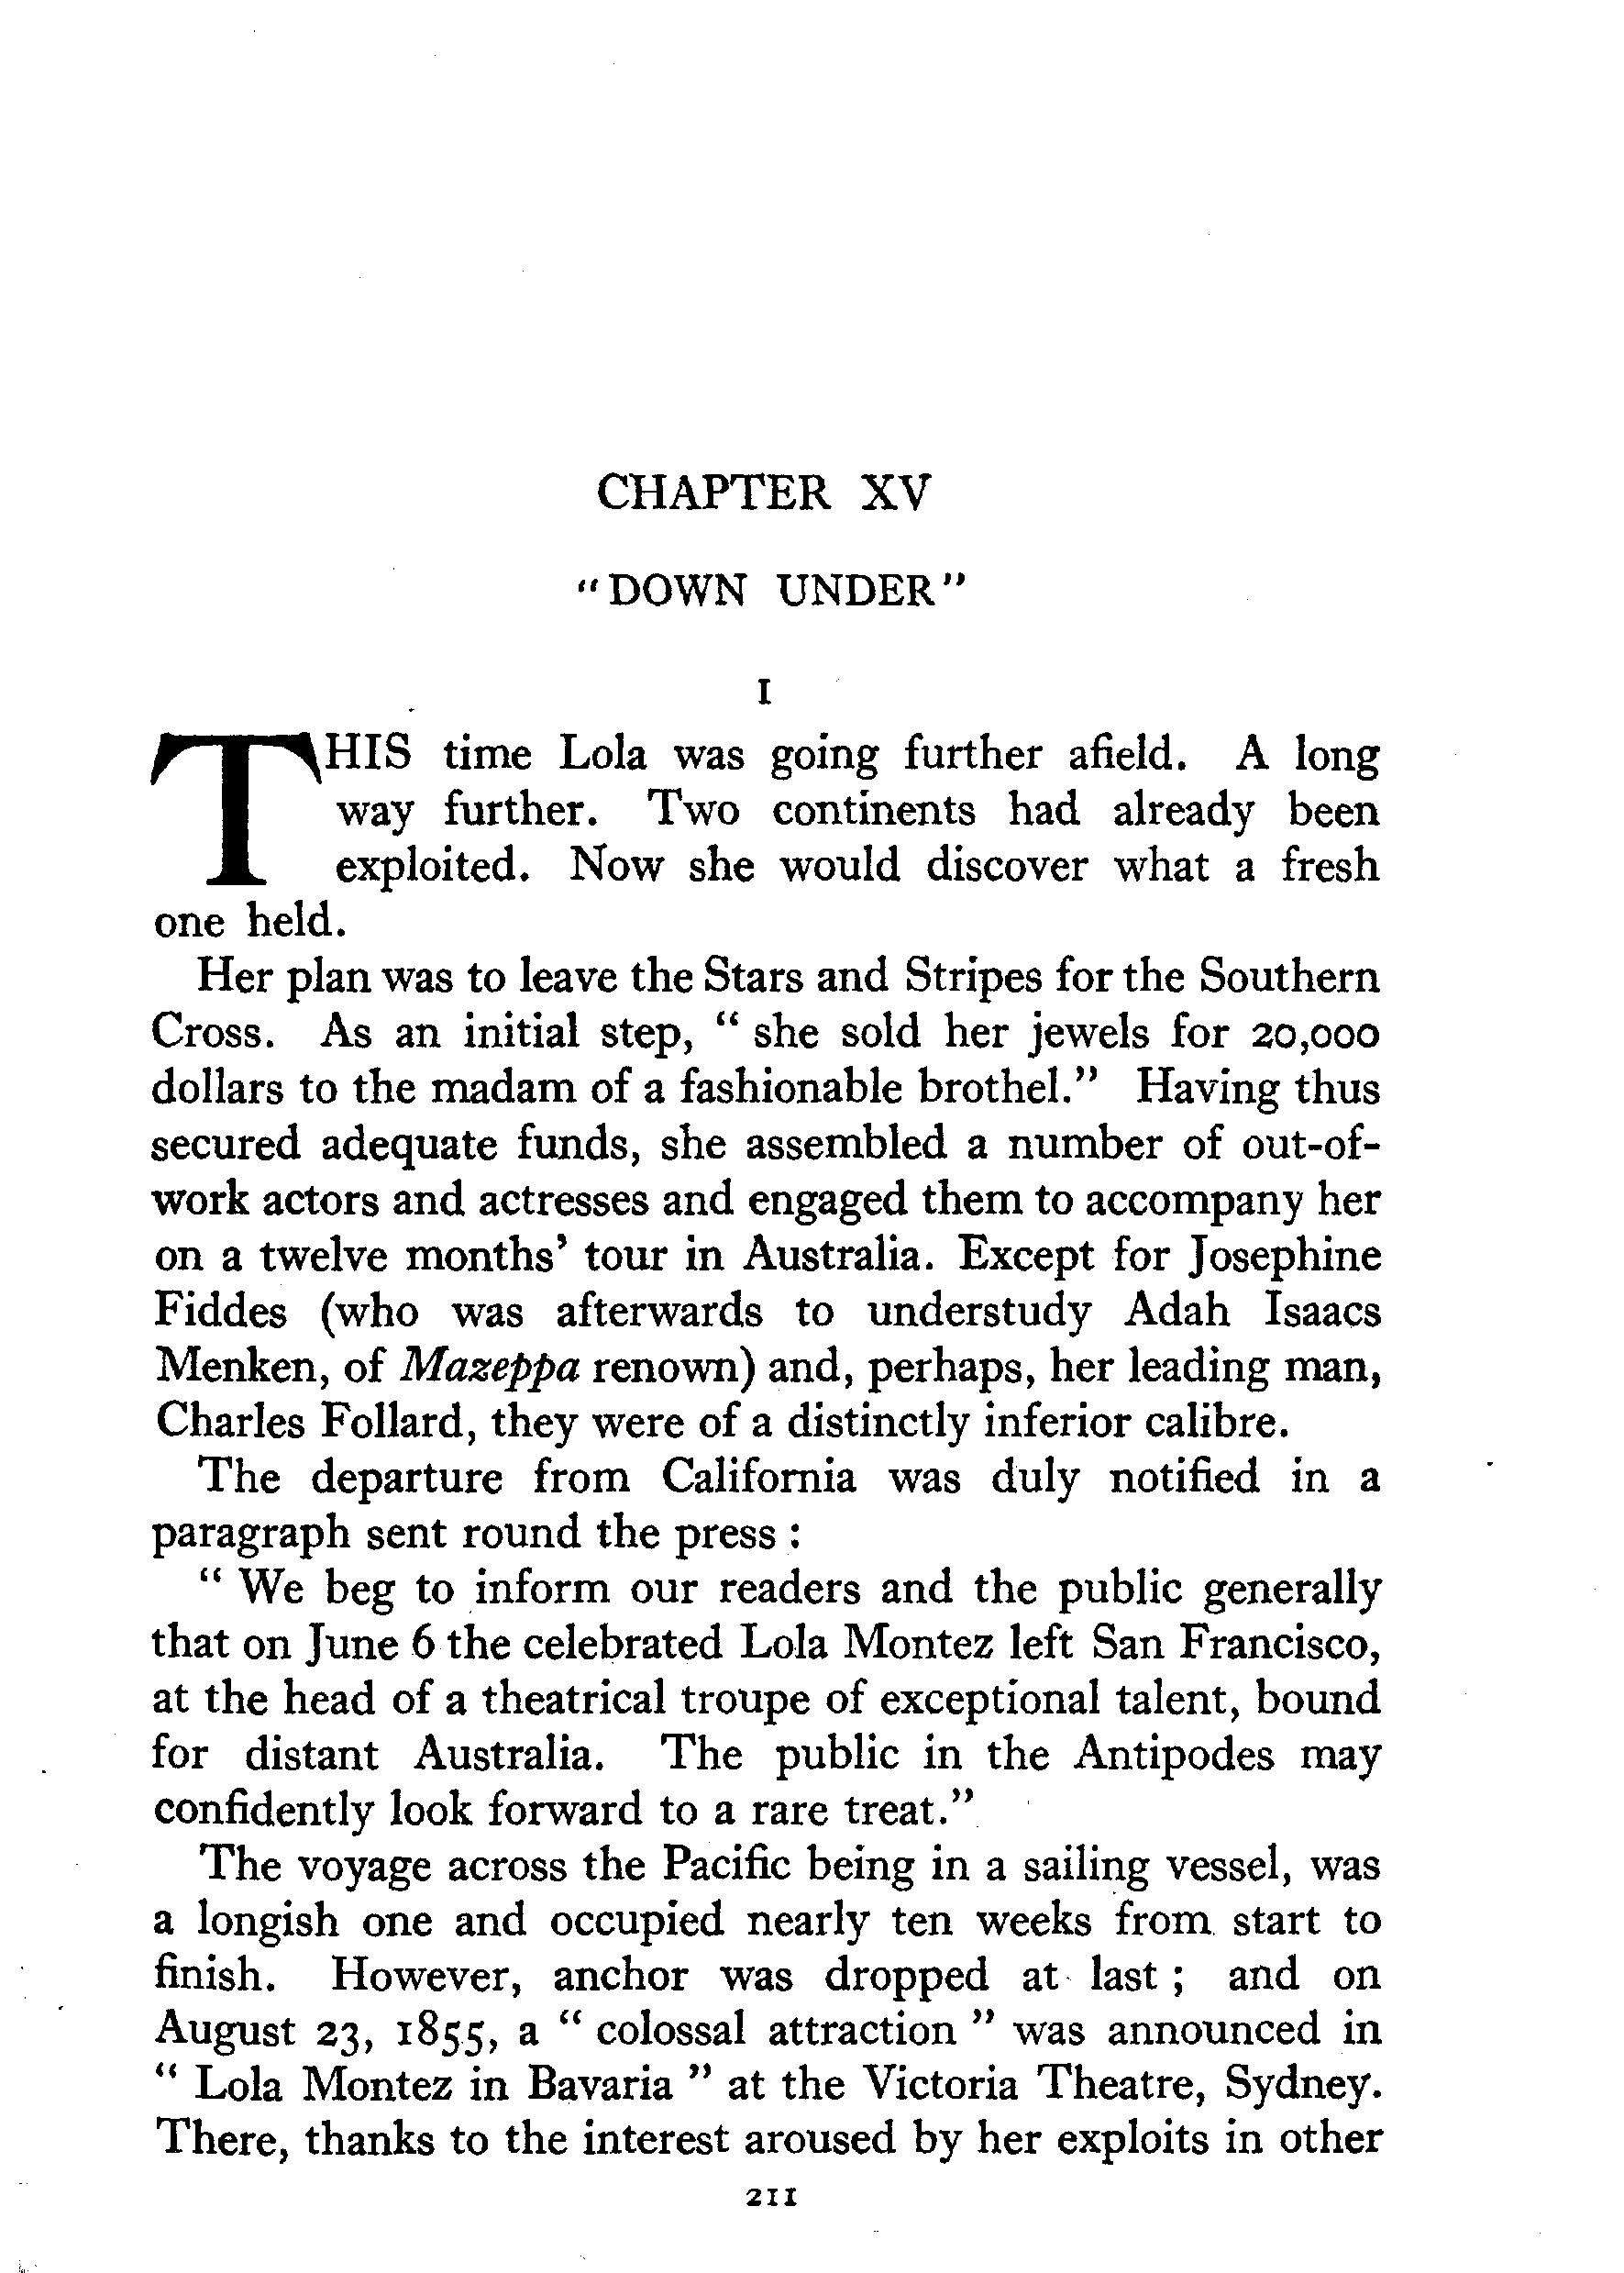 CHAPTER XV
"DOWN UNDER"
I
THIS time Lola was going further afield. A long
way further. Two continents had already been
exploited. Now she would discover what a fresh
one held.
Her plan was to leave the Stars and Stripes for the Southern
Cross. As an initial step, " she sold her jewels for 20,000
dollars to the madam of a fashionable brothel." Having thus
secured adequate funds, she assembled a number of out-of-
work actors and actresses and engaged them to accompany her
on a twelve months' tour in Australia. Except for Josephine
Fiddes (who was afterwards to understudy Adah Isaacs
Menken, of Mazeppa renown) and, perhaps, her leading man,
Charles Follard, they were of a distinctly inferior calibre.
The departure from California was duly notified in a
paragraph sent round the press :
" We beg to inform our readers and the public generally
that on June 6 the celebrated Lola Montez left San Francisco,
at the head of a theatrical troupe of exceptional talent, bound
for distant Australia. The public in the Antipodes may
confidently look forward to a rare treat."
The voyage across the Pacific being in a sailing vessel, was
a longish one and occupied nearly ten weeks from start to
finish. However, anchor was dropped at last ; and on
August 23, 1855, a " colossal attraction " was announced in
" Lola Montez in Bavaria " at the Victoria Theatre, Sydney.
There, thanks to the interest aroused by her exploits in other
211